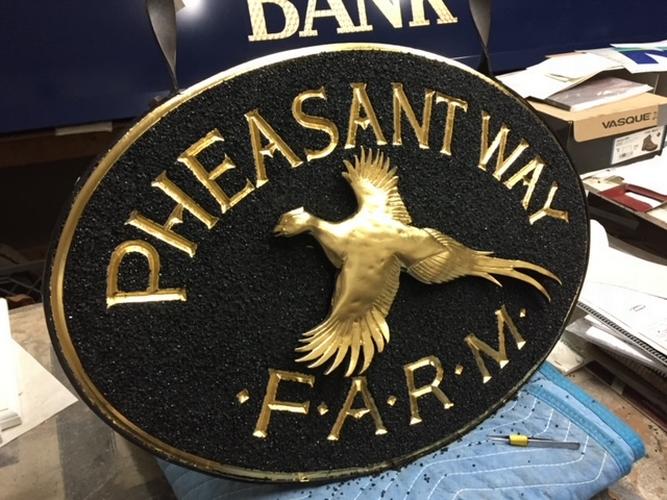 BANK
PHEASANT WAY
· F · A · R · M ·
VASQUE